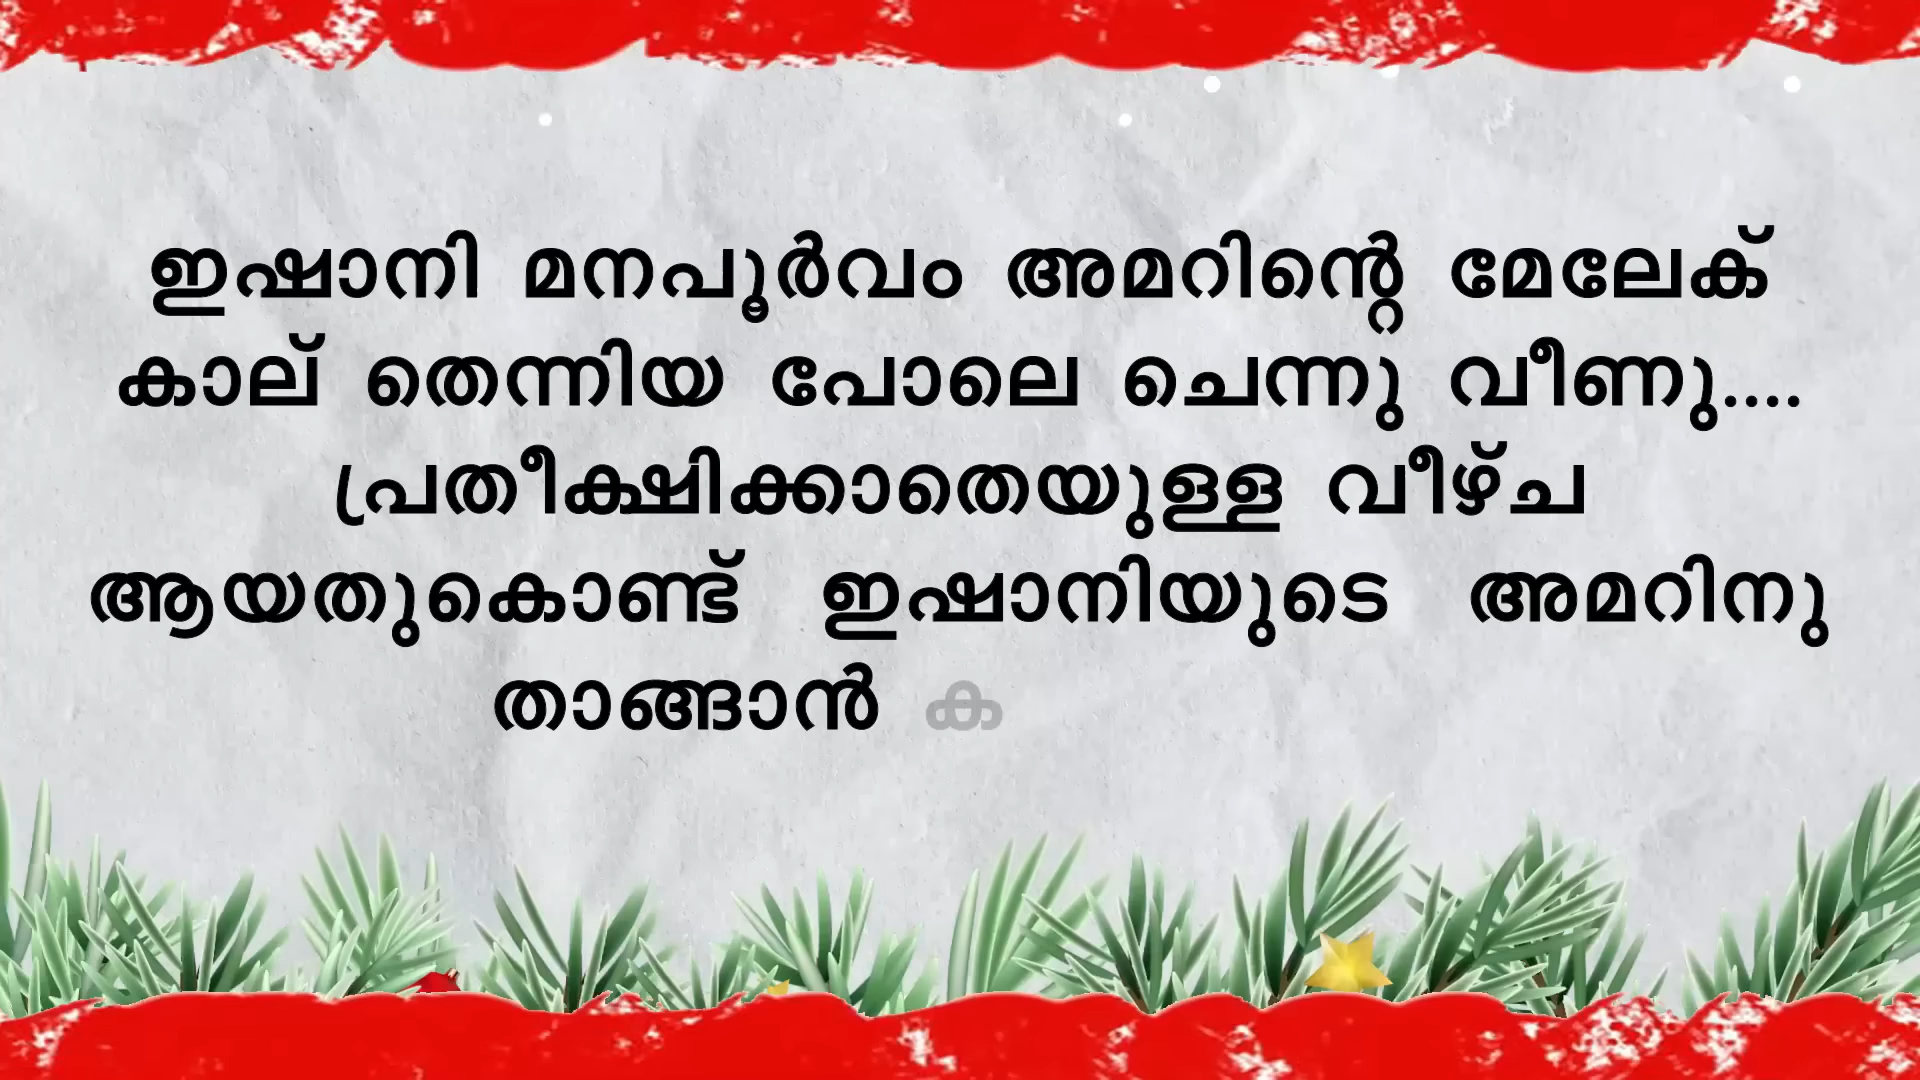 ഇഷാനി മനപൂർവം അമറിന്റെ മേലേക്
കാല് തെന്നിയ പോലെ ചെന്നു വീണു....
പ്രതീക്ഷിക്കാതെയുള്ള വീഴ്ച
ആയതുകൊണ്ട് ഇഷാനിയുടെ അമറിനു
താങ്ങാൻ ക